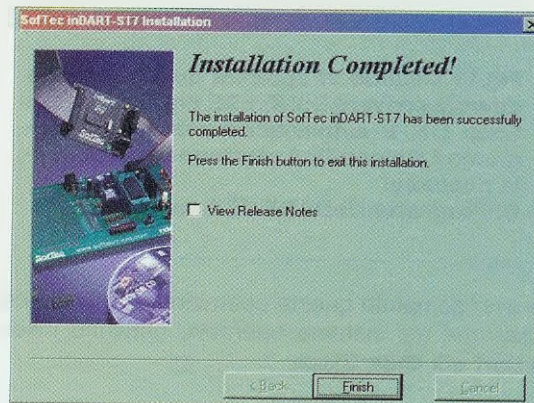 SofTec inDART-ST7 Installation
Installation Completed!
The installation of SofTec inDART-ST7 has been successfully
completed.
Press the Finish button to exit this installation.
View Release Notes
SofTec
< Back
Finish
Cancel